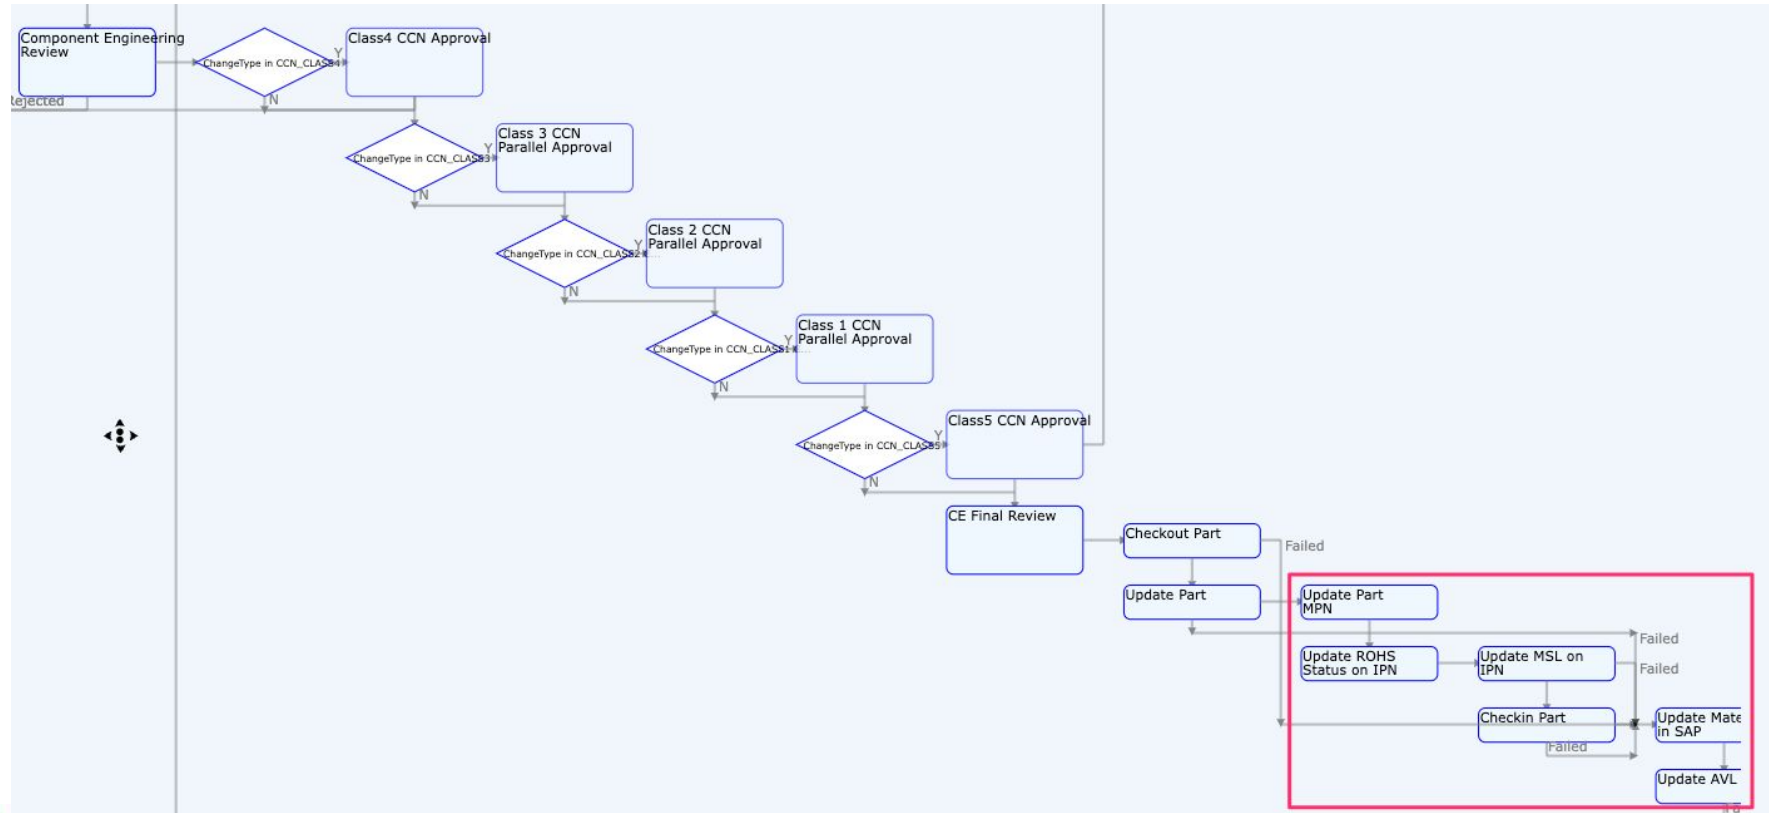 Component Engineering
Review
ChangeType in CCN_CLASS4
Y
Class4 CCN Approval
N
Rejected
ChangeType in CCN_CLASS3
Y
Class 3 CCN
Parallel Approval
N
ChangeType in CCN_CLASS2
Y
Class 2 CCN
Parallel Approval
N
ChangeType in CCN_CLASS1
Y
Class 1 CCN
Parallel Approval
N
ChangeType in CCN_CLASS5
Y
Class5 CCN Approval
N
CE Final Review
Checkout Part
Failed
Update Part
Update Part
MPN
Failed
Update ROHS
Status on IPN
Update MSL on
IPN
Failed
Checkin Part
Failed
Update Mate
in SAP
Update AVL